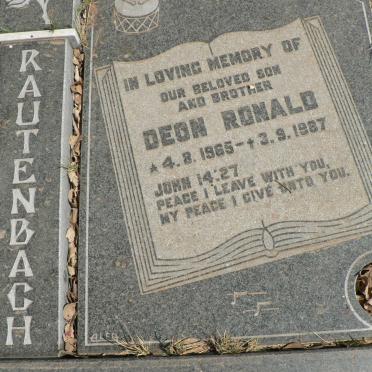 RAUTENBACH
IN LOVING MEMORY OF
OUR BELOVED SON
AND BROTHER
DEON RONALD
* 4.8.1965 - † 3.9.1987
JOHN 14:27
PEACE I LEAVE WITH YOU,
MY PEACE I GIVE UNTO YOU.